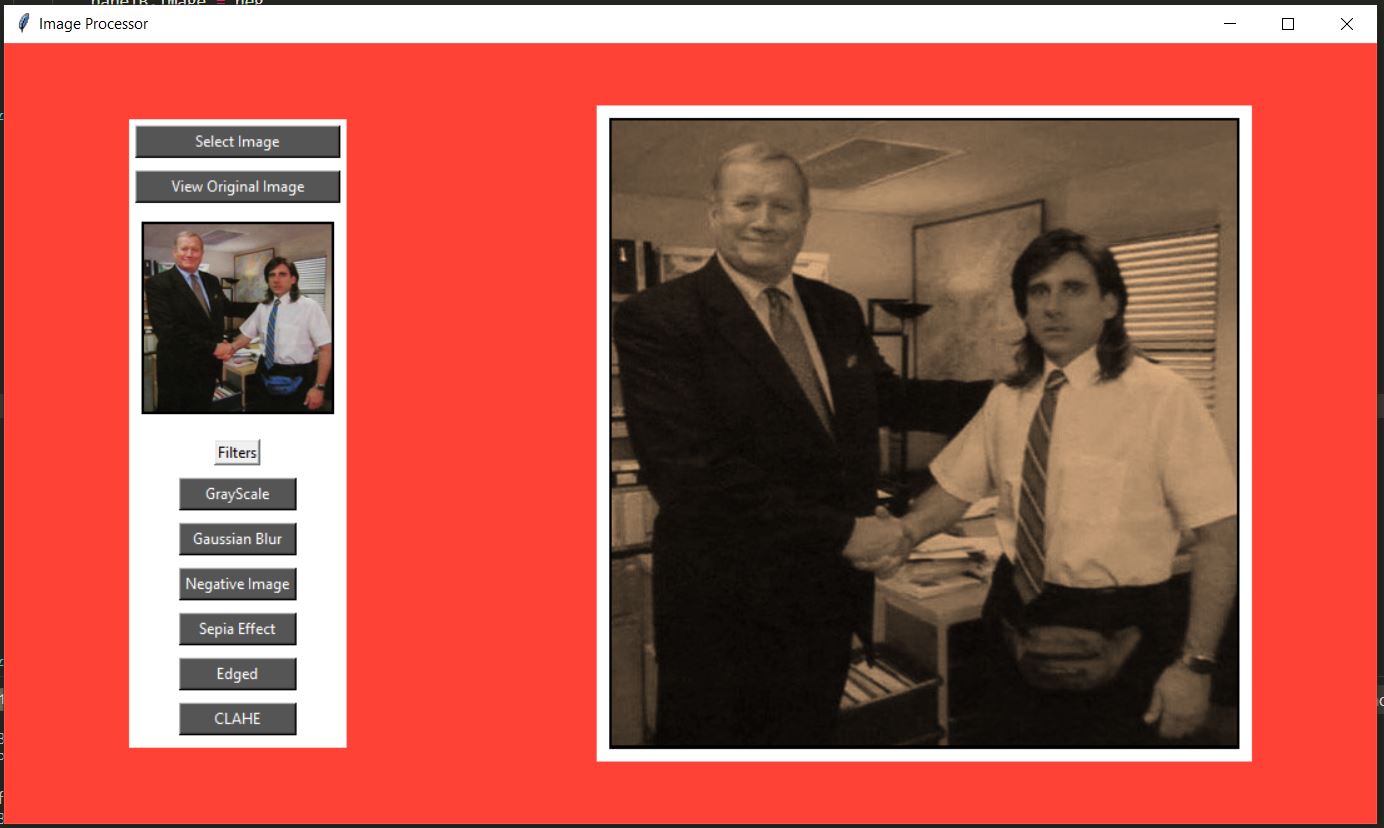 Image Processor
Select Image
View Original Image
Filters
GrayScale
Gaussian Blur
Negative Image
Sepia Effect
Edged
CLAHE